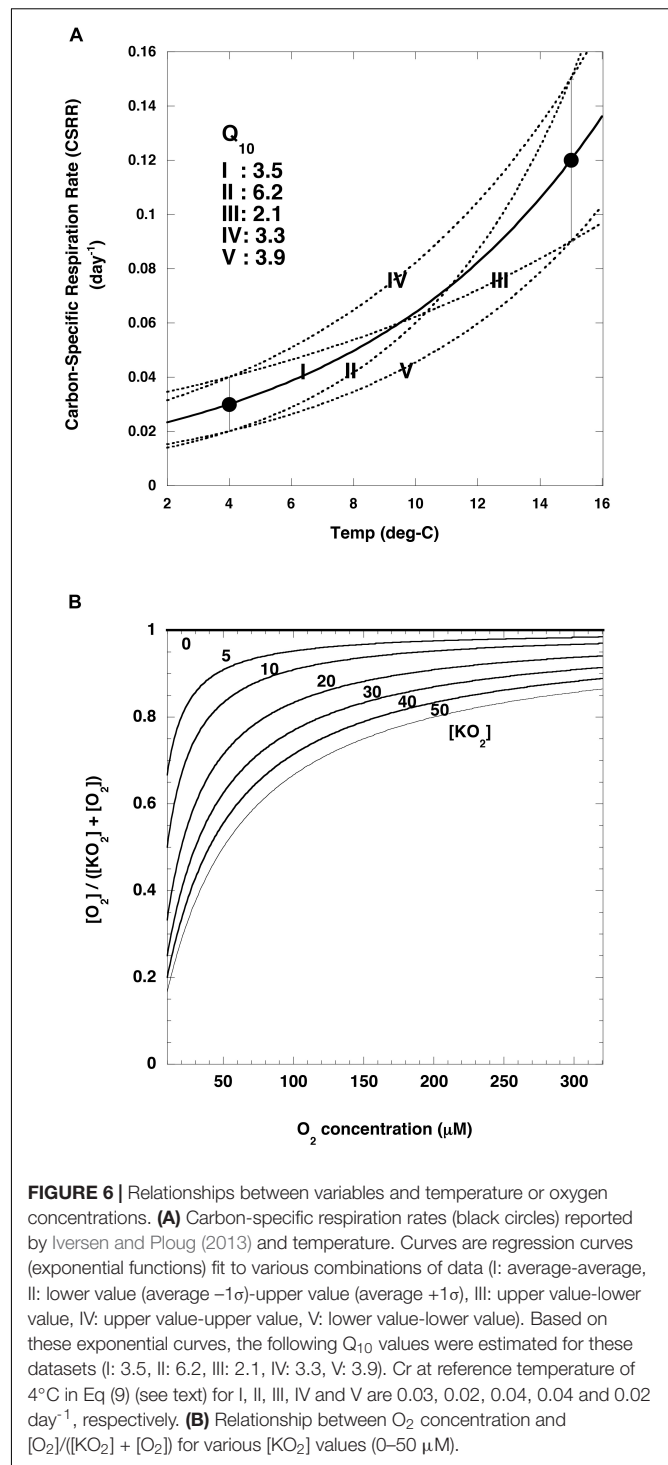 A
0.16
0.14
0.12
0.1
0.08
0.06
0.04
0.02
0
Carbon-Specific Respiration Rate (CSRR)
(day-1)
Q10
I : 3.5
II : 6.2
III: 2.1
IV: 3.3
V: 3.9
IV
III
I
II
V
2 4 6 8 10 12 14 16
Temp (deg-C)
B
1
0.8
0.6
0.4
0.2
0
[O2] / ([KO2] + [O2])
0
5
10
20
30
40
50
[KO2]
50 100 150 200 250 300
O2 concentration (μM)
FIGURE 6 | Relationships between variables and temperature or oxygen
concentrations. (A) Carbon-specific respiration rates (black circles) reported
by Iversen and Ploug (2013) and temperature. Curves are regression curves
(exponential functions) fit to various combinations of data (I: average-average,
II: lower value (average −1σ)-upper value (average +1σ), III: upper value-lower
value, IV: upper value-upper value, V: lower value-lower value). Based on
these exponential curves, the following Q10 values were estimated for these
datasets (I: 3.5, II: 6.2, III: 2.1, IV: 3.3, V: 3.9). Cr at reference temperature of
4°C in Eq (9) (see text) for I, II, III, IV and V are 0.03, 0.02, 0.04, 0.04 and 0.02
day-1, respectively. (B) Relationship between O2 concentration and
[O2]/([KO2] + [O2]) for various [KO2] values (0–50 μM).